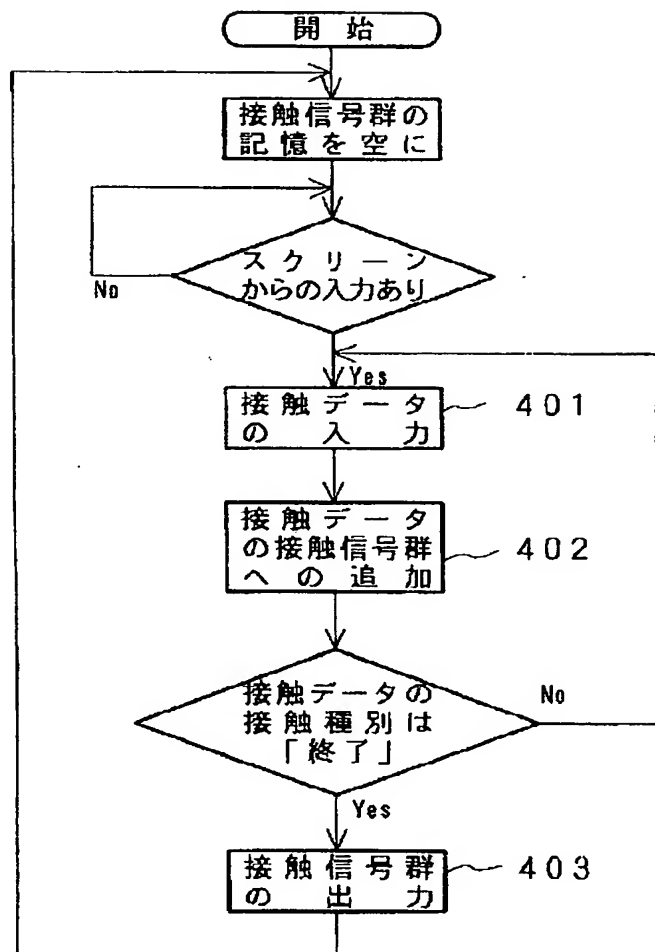 開始
接触信号群の
記憶を空に
スクリーン
からの入力あり
No
Yes
接触データ
の入力
401
接触データ
の接触信号群
への追加
402
接触データの
接触種別は
「終了」
No
Yes
接触信号群
の出力
403